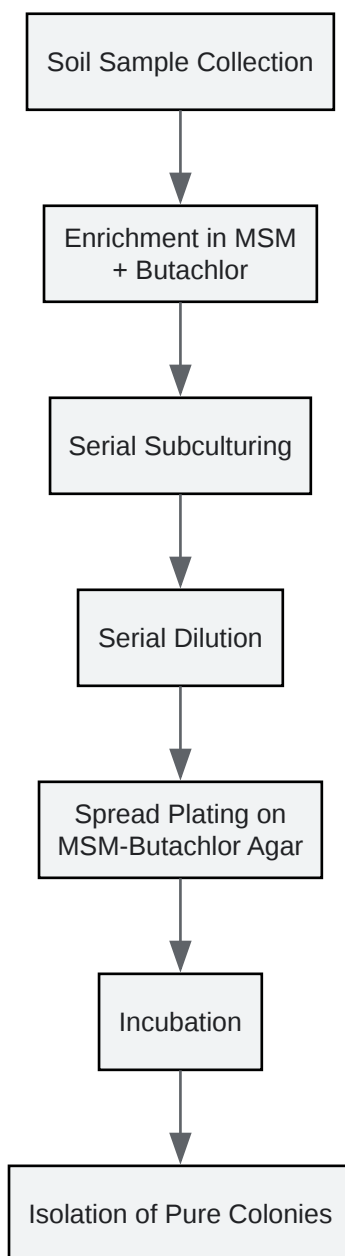 Soil Sample Collection
Enrichment in MSM
+ Butachlor
Serial Subculturing
Serial Dilution
Spread Plating on
MSM-Butachlor Agar
Incubation
Isolation of Pure Colonies